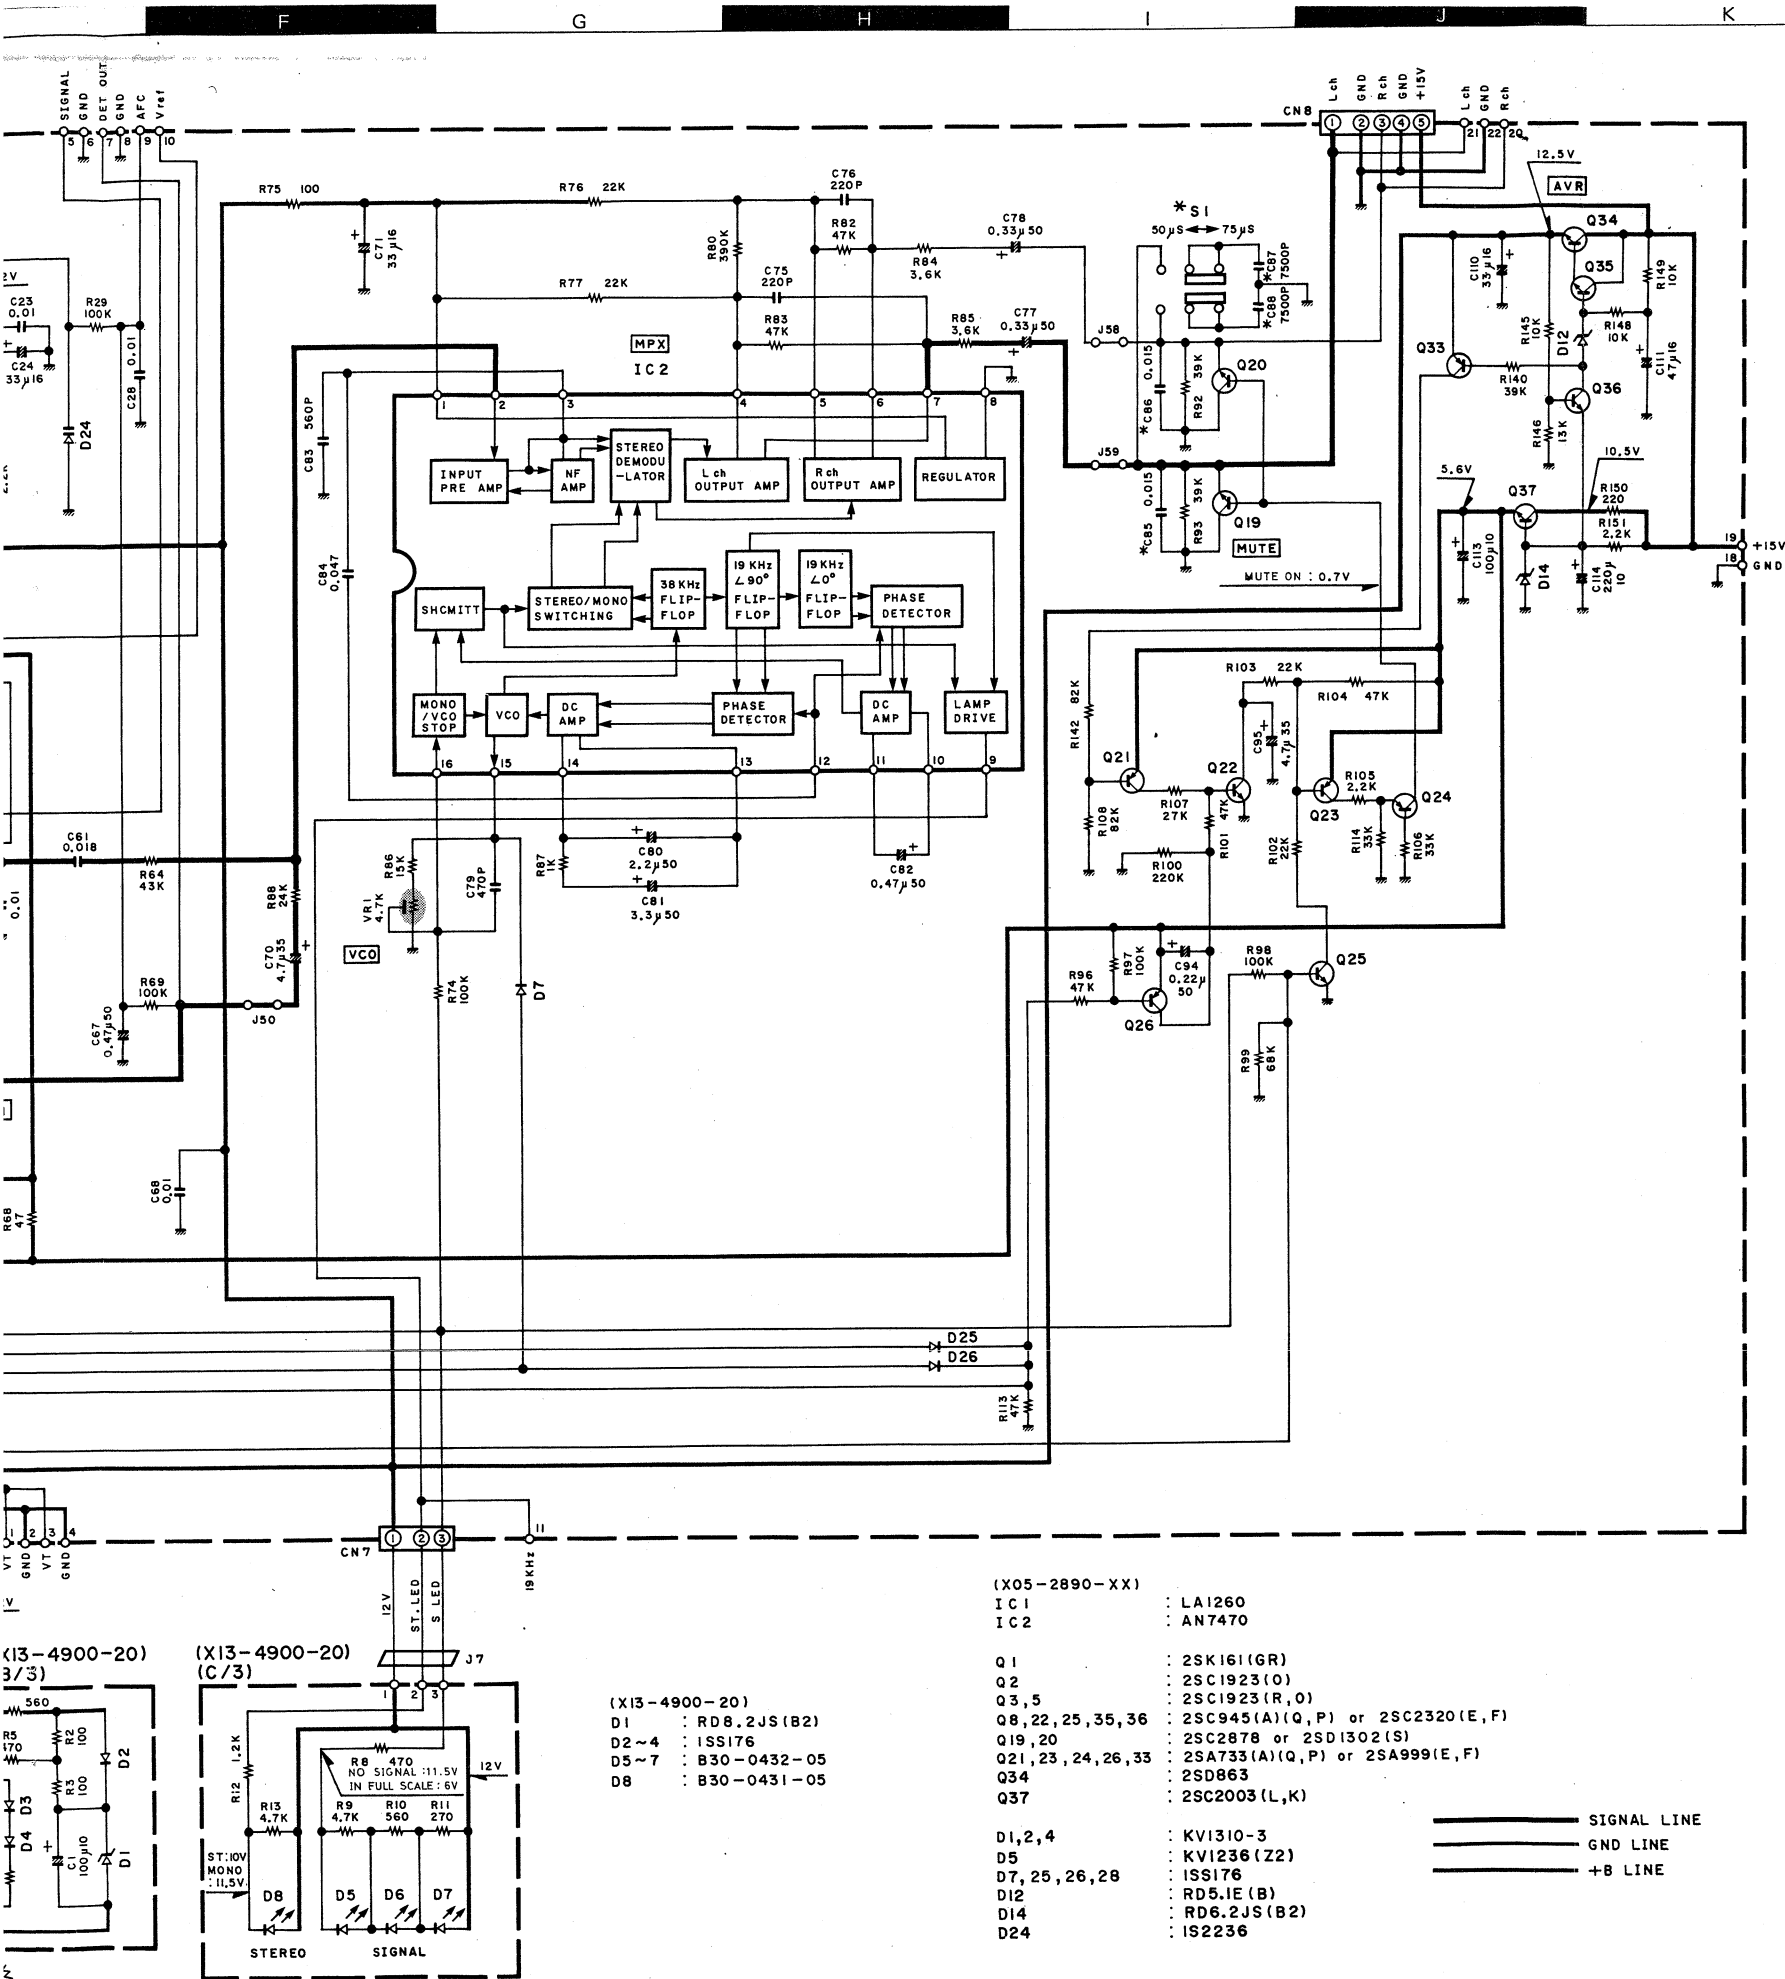 F G H I J K
SIGNAL
GND
DET OUT
GND
AFC
Vref
5 6 7 8 9 10
CN8
Lch
GND
Rch
GND
+15V
Lch
GND
Rch
1 2 3 4 5
21 22 20
12.5V
AVR
R75 100
R76 22K
C76
220P
R82
47K
C78
0.33µ50
*S1
50µS 75µS
Q34
C71
33µ16
R80
390K
R84
3.6K
*C87
7500P
*C88
7500P
C110
33µ16
Q35
R149
10K
2V
C23
0.01
R29
100K
C24
33µ16
C28 0.01
R77 22K
C75
220P
R83
47K
R85
3.6K
C77
0.33µ50
MPX
IC2
J58
Q33
R145
10K
D12
R148
10K
C111
47µ16
R140
39K
Q36
R146
13K
D24
C83 560P
1 2 3 4 5 6 7 8
*C86 0.015
R92 39K
Q20
INPUT
PRE AMP
NF
AMP
STEREO
DEMODU
-LATOR
Lch
OUTPUT AMP
Rch
OUTPUT AMP
REGULATOR
J59
*C85 0.015
R93 39K
Q19
MUTE
10.5V
5.6V
Q37
R150
220
R151
2.2K
C113
100µ10
D14
C114
220µ
10
19 +15V
18 GND
MUTE ON : 0.7V
C84
0.047
SHCMITT
STEREO/MONO
SWITCHING
38KHz
FLIP-
FLOP
19KHz
∠90°
FLIP-
FLOP
19KHz
∠0°
FLIP-
FLOP
PHASE
DETECTOR
MONO
/VCO
STOP
VCO
DC
AMP
PHASE
DETECTOR
DC
AMP
LAMP
DRIVE
16 15 14 13 12 11 10 9
R142 82K
R103 22K
R104 47K
C95
4.7µ35
Q21
Q22
R107
27K
R101
47K
R108
82K
R100
220K
R105
2.2K
Q23
Q24
R102
22K
R114
33K
R106
33K
C61
0.018
R64
43K
R88
24K
0.01
R86
15K
VR1
4.7K
C79
470P
R87
1K
C80
2.2µ50
C81
3.3µ50
C82
0.47µ50
VCO
C70
4.7µ35
R69
100K
J50
C67
0.47µ50
R74
100K
D7
R96
47K
R97
100K
C94
0.22µ
50
Q26
R98
100K
Q25
R99
68K
C68
0.01
R68
47
D25
D26
R113
47K
1 2 3 4
VT
GND
VT
GND
CN7
1 2 3
11
19KHz
12V
ST.LED
S LED
J7
(X13-4900-20)
(C/3)
1 2 3
560
R2
100
R3
100
D2
D3
D4
C1
100µ10
D1
R12 1.2K
R8 470
NO SIGNAL :11.5V
IN FULL SCALE : 6V
12V
R13
4.7K
R9
4.7K
R10
560
R11
270
ST:10V
MONO
:11.5V
D8 D5 D6 D7
STEREO SIGNAL
(X13-4900-20)
D1 : RD8.2JS(B2)
D2~4 : 1SS176
D5~7 : B30-0432-05
D8 : B30-0431-05
(X05-2890-XX)
IC1 : LA1260
IC2 : AN7470
Q1 : 2SK161(GR)
Q2 : 2SC1923(O)
Q3,5 : 2SC1923(R,O)
Q8,22,25,35,36 : 2SC945(A)(Q,P) or 2SC2320(E,F)
Q19,20 : 2SC2878 or 2SD1302(S)
Q21,23,24,26,33 : 2SA733(A)(Q,P) or 2SA999(E,F)
Q34 : 2SD863
Q37 : 2SC2003(L,K)
D1,2,4 : KV1310-3
D5 : KV1236(Z2)
D7,25,26,28 : 1SS176
D12 : RD5.1E(B)
D14 : RD6.2JS(B2)
D24 : 1S2236
SIGNAL LINE
GND LINE
+B LINE